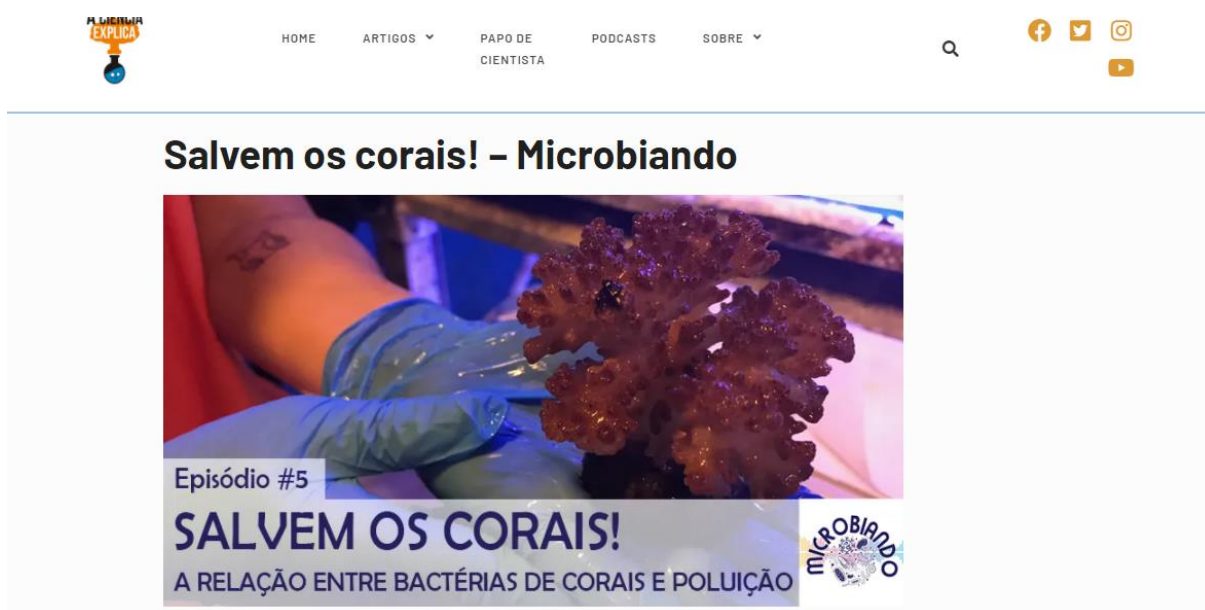 A CIÊNCIA
EXPLICA
HOME ARTIGOS PAPO DE PODCASTS SOBRE
CIENTISTA
Salvem os corais! – Microbiando
Episódio #5
SALVEM OS CORAIS!
A RELAÇÃO ENTRE BACTÉRIAS DE CORAIS E POLUIÇÃO
MICROBIANDO